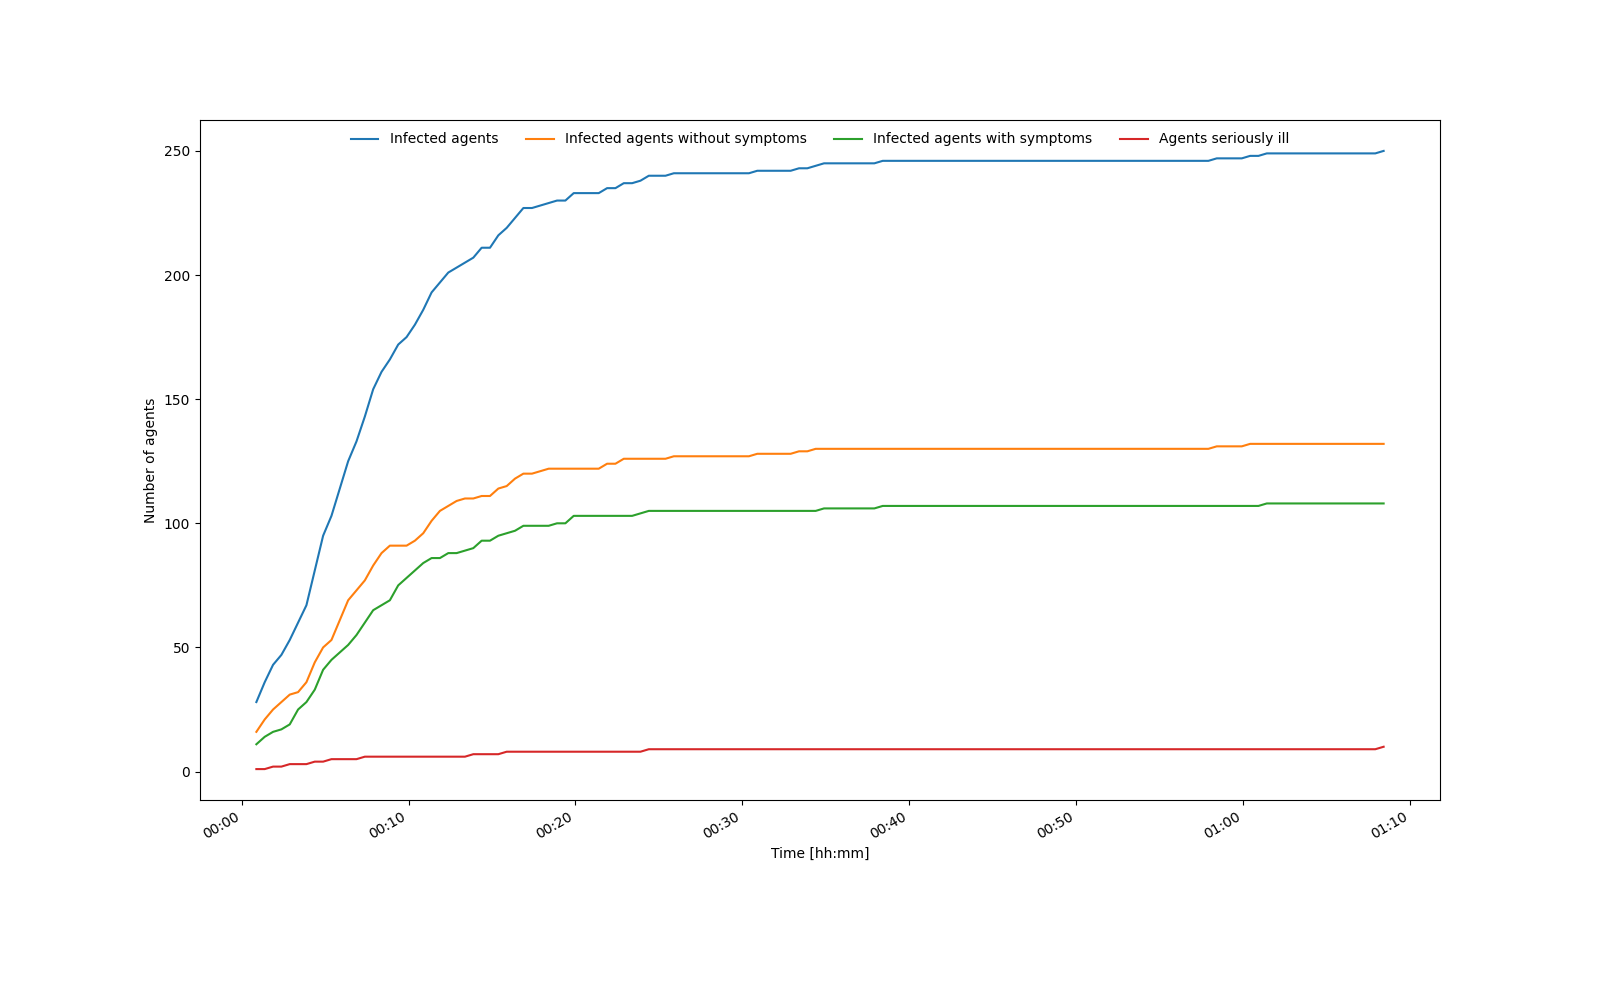 Infected agents Infected agents without symptoms Infected agents with symptoms Agents seriously ill
250
200
150
100
50
0
Number of agents
00:00 00:10 00:20 00:30 00:40 00:50 01:00 01:10
Time [hh:mm]